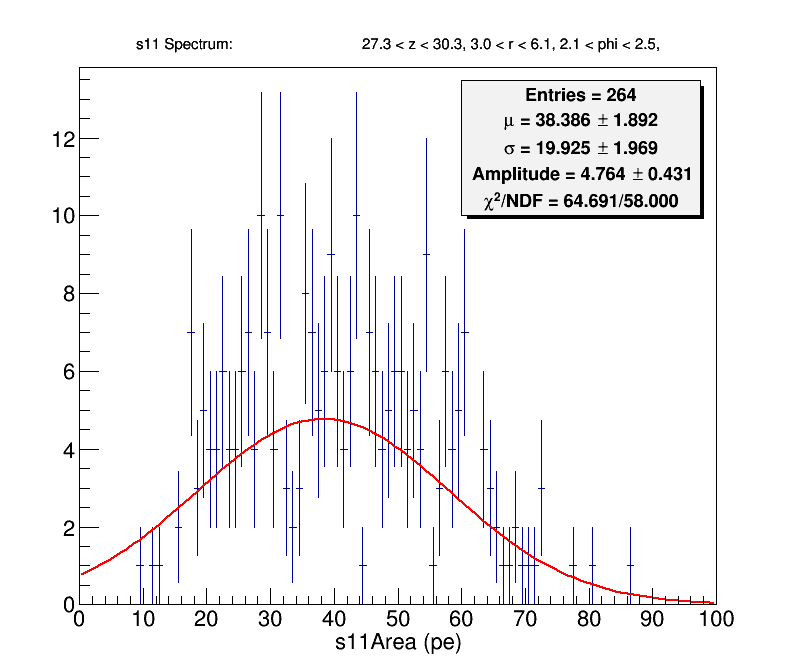 s11 Spectrum: 27.3 < z < 30.3, 3.0 < r < 6.1, 2.1 < phi < 2.5,
Entries = 264
μ = 38.386 ± 1.892
σ = 19.925 ± 1.969
Amplitude = 4.764 ± 0.431
χ²/NDF = 64.691/58.000
12
10
8
6
4
2
0
0 10 20 30 40 50 60 70 80 90 100
s11Area (pe)